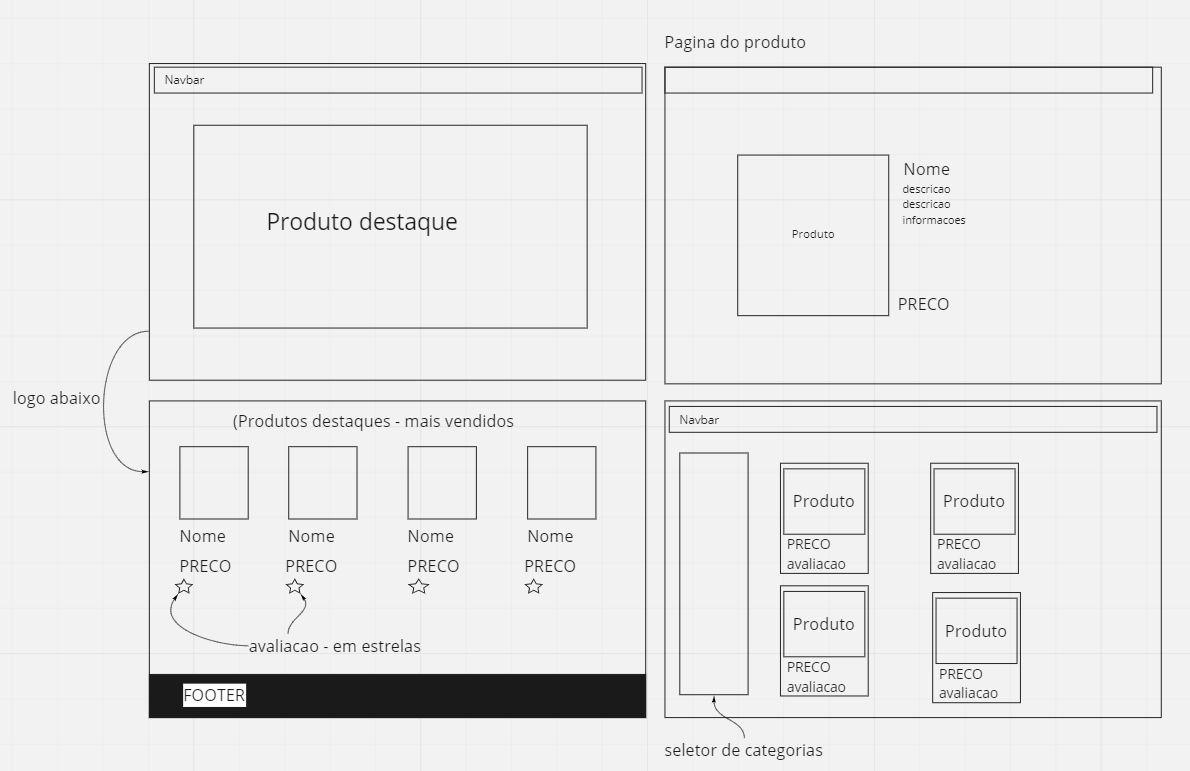 Pagina do produto
Navbar
Produto destaque
Produto
Nome
descricao
descricao
informacoes
PRECO
logo abaixo
(Produtos destaques - mais vendidos
Nome
Nome
Nome
Nome
PRECO
PRECO
PRECO
PRECO
avaliacao - em estrelas
FOOTER
Navbar
Produto
PRECO
avaliacao
Produto
PRECO
avaliacao
Produto
PRECO
avaliacao
Produto
PRECO
avaliacao
seletor de categorias